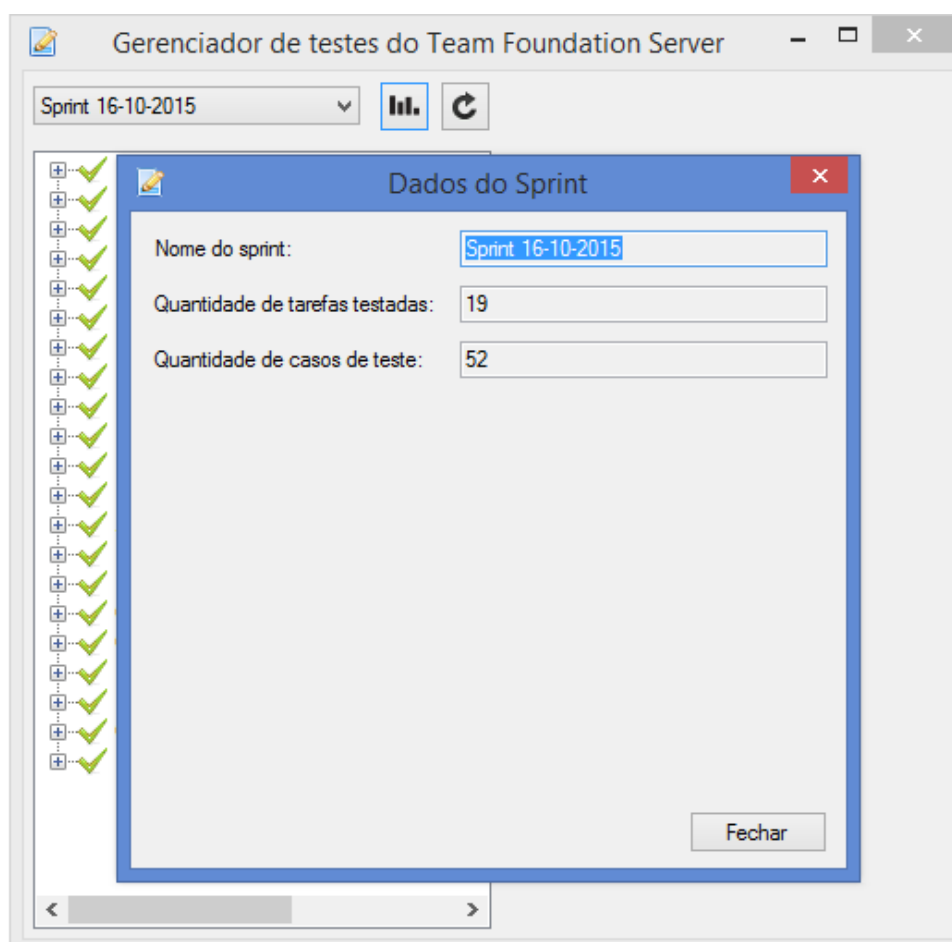 Gerenciador de testes do Team Foundation Server
Sprint 16-10-2015
Dados do Sprint
Nome do sprint: Sprint 16-10-2015
Quantidade de tarefas testadas: 19
Quantidade de casos de teste: 52
Fechar